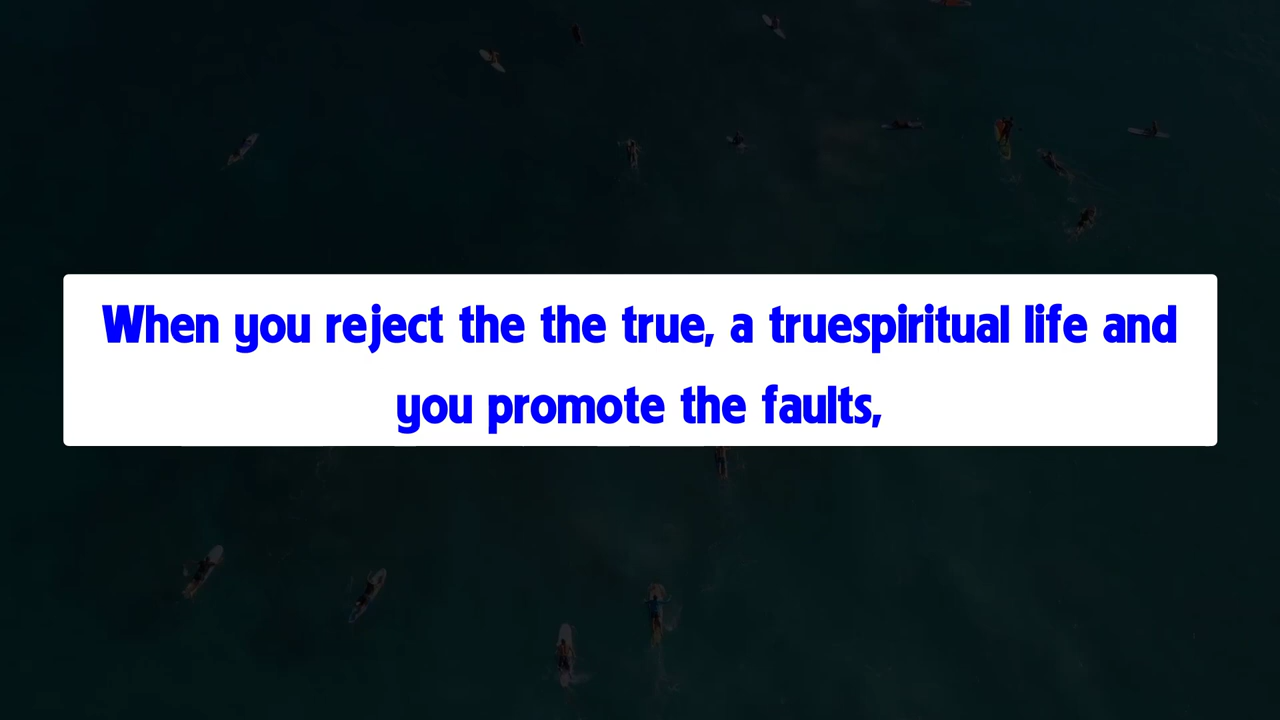 When you reject the the true, a truespiritual life and
you promote the faults,